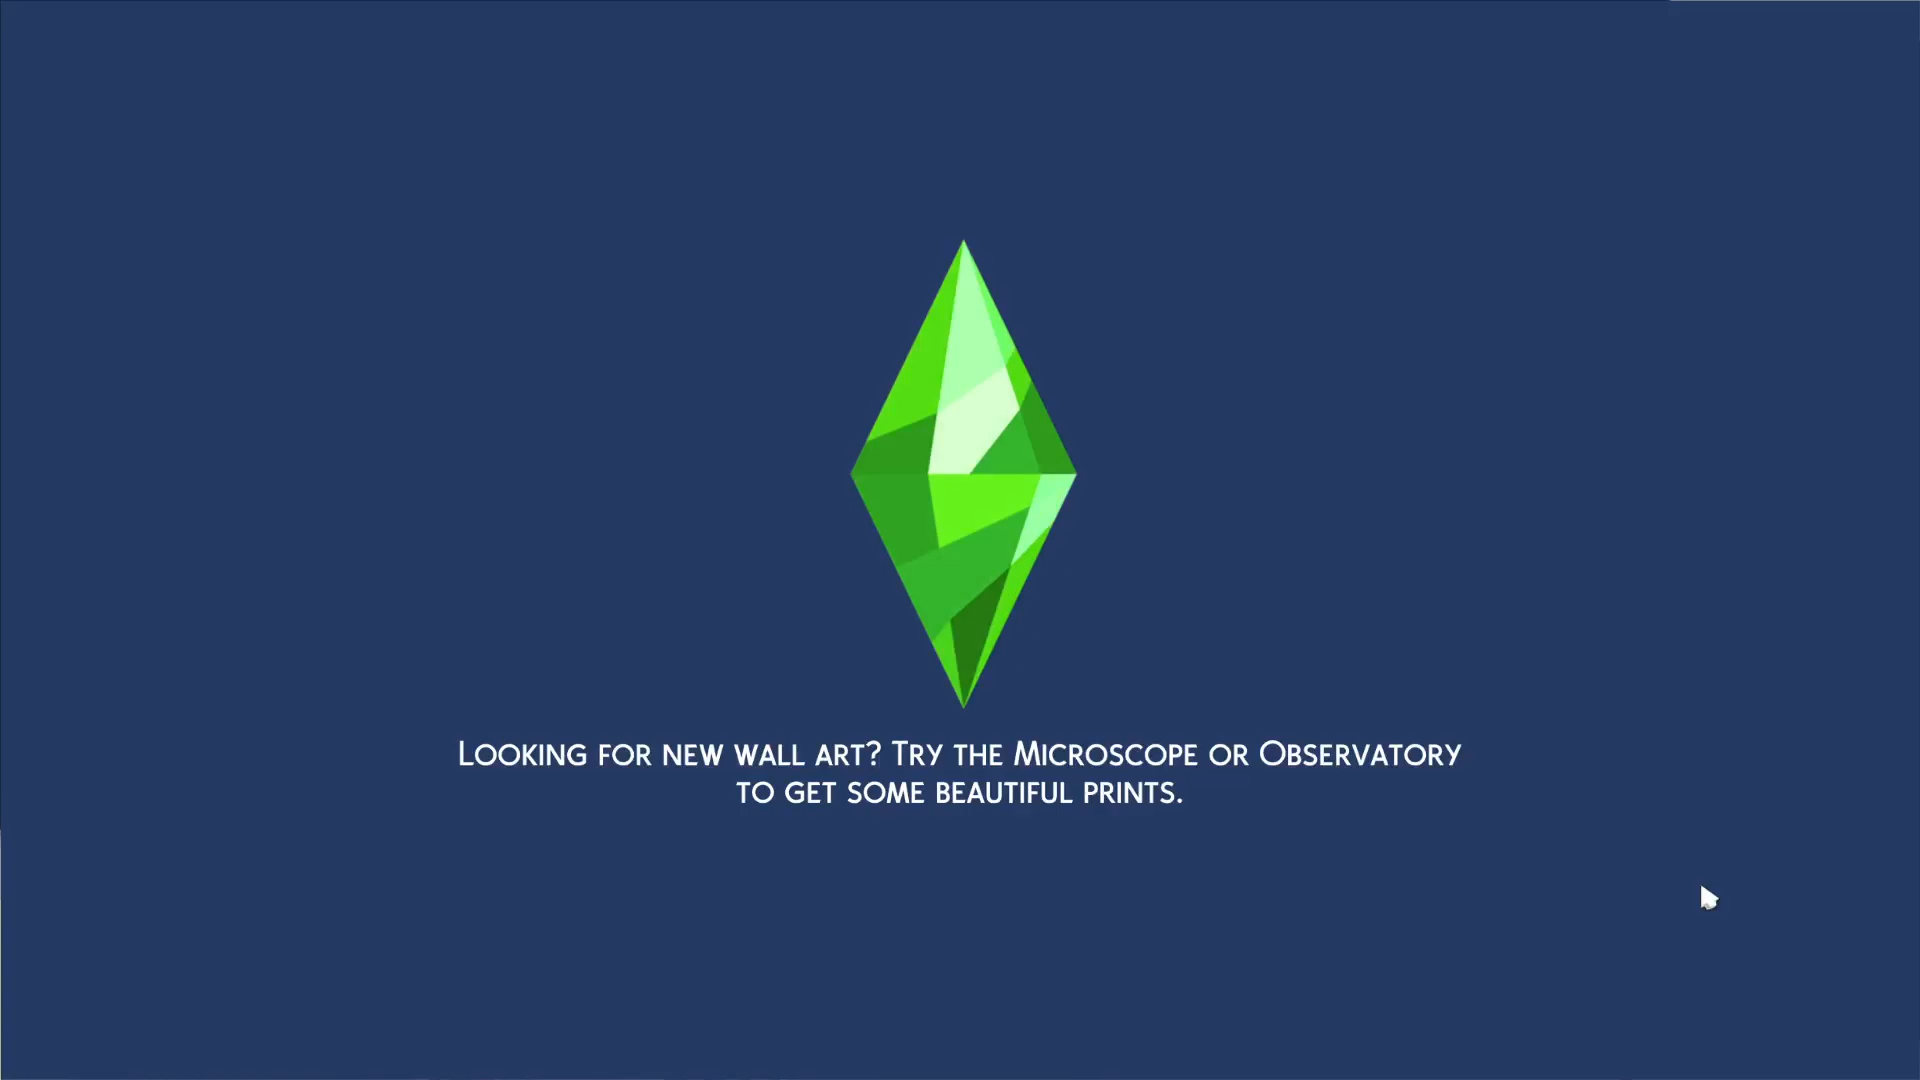 Looking for new wall art? Try the Microscope or Observatory
to get some beautiful prints.